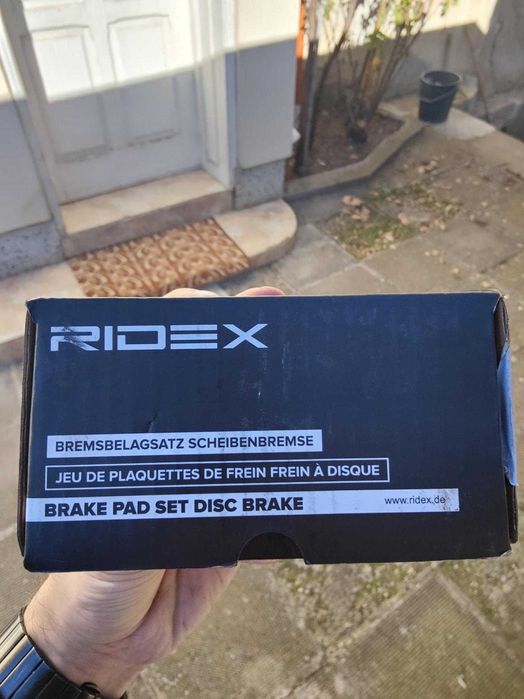 RIDEX
BREMSBELAGSATZ SCHEIBENBREMSE
JEU DE PLAQUETTES DE FREIN FREIN À DISQUE
BRAKE PAD SET DISC BRAKE
www.ridex.de